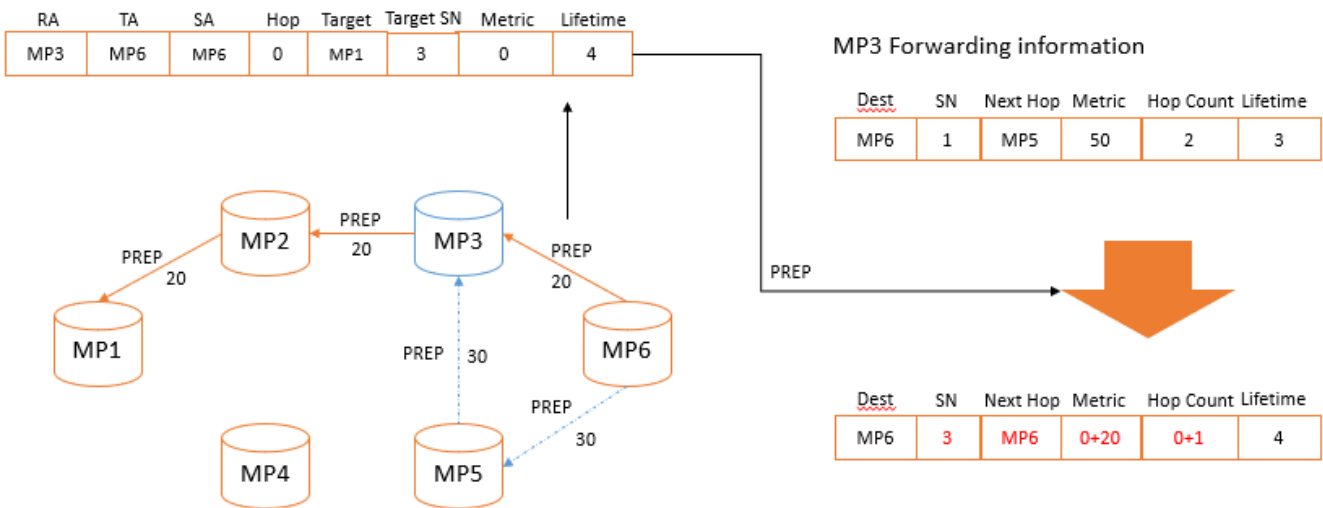 RA TA SA Hop Target Target SN Metric Lifetime
MP3 MP6 MP6 0 MP1 3 0 4
MP3 Forwarding information
Dest SN Next Hop Metric Hop Count Lifetime
MP6 1 MP5 50 2 3
PREP
PREP
PREP
PREP
20
20
20
MP2
MP3
PREP
MP1
MP6
PREP
30
PREP
30
MP4
MP5
Dest SN Next Hop Metric Hop Count Lifetime
MP6 3 MP6 0+20 0+1 4